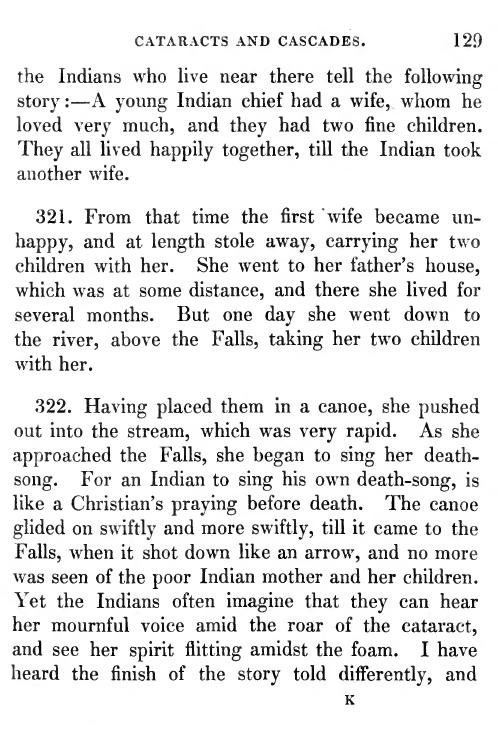 CATARACTS AND CASCADES. 129
the Indians who live near there tell the following
story:—A young Indian chief had a wife, whom he
loved very much, and they had two fine children.
They all lived happily together, till the Indian took
another wife.
321. From that time the first wife became un-
happy, and at length stole away, carrying her two
children with her. She went to her father's house,
which was at some distance, and there she lived for
several months. But one day she went down to
the river, above the Falls, taking her two children
with her.
322. Having placed them in a canoe, she pushed
out into the stream, which was very rapid. As she
approached the Falls, she began to sing her death-
song. For an Indian to sing his own death-song, is
like a Christian's praying before death. The canoe
glided on swiftly and more swiftly, till it came to the
Falls, when it shot down like an arrow, and no more
was seen of the poor Indian mother and her children.
Yet the Indians often imagine that they can hear
her mournful voice amid the roar of the cataract,
and see her spirit flitting amidst the foam. I have
heard the finish of the story told differently, and
K